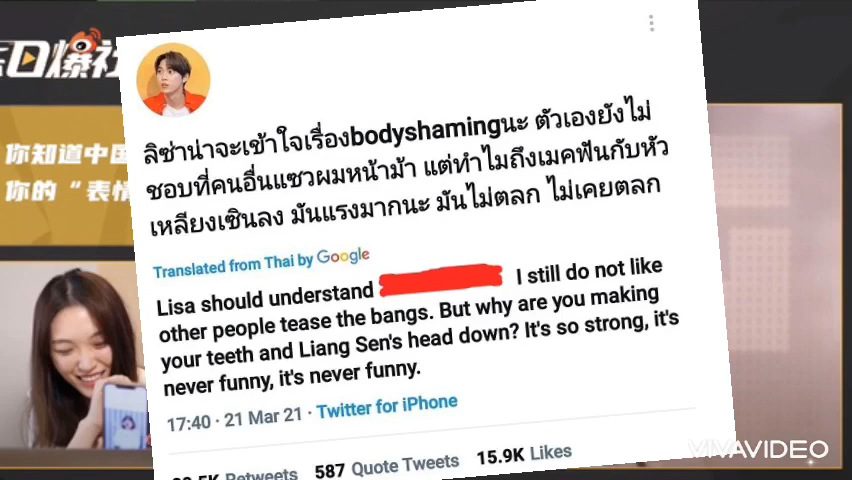 你知道中国
你的 “表情
ลิซ่าน่าจะเข้าใจเรื่องbodyshamingนะ ตัวเองยังไม่
ชอบที่คนอื่นแซวผมหน้าม้า แต่ทำไมถึงเมคฟันกับหัว
เหลียงเซินลง มันแรงมากนะ มันไม่ตลก ไม่เคยตลก
Translated from Thai by Google
Lisa should understand I still do not like
other people tease the bangs. But why are you making
your teeth and Liang Sen's head down? It's so strong, it's
never funny, it's never funny.
17:40 · 21 Mar 21 · Twitter for iPhone
Retweets 587 Quote Tweets 15.9K Likes
VIVAVIDEO